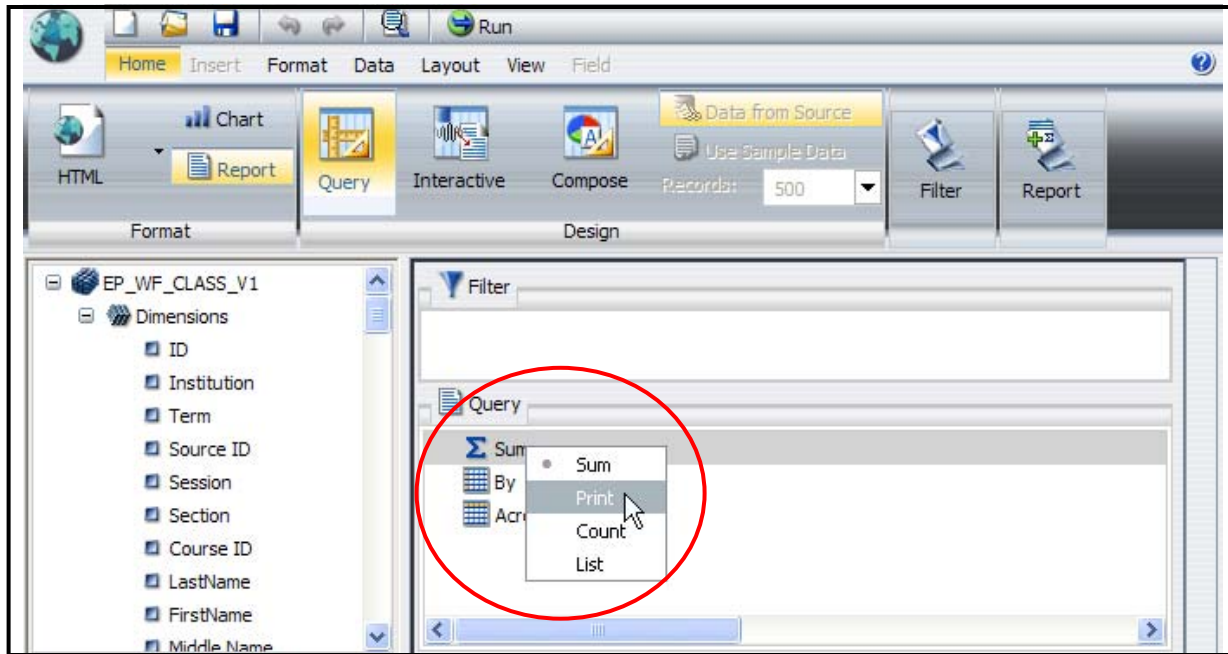 Run
Home Insert Format Data Layout View Field
HTML
Chart
Report
Format
Query
Interactive
Compose
Data from Source
Use Sample Data
Records: 500
Design
Filter
Report
EP_WF_CLASS_V1
Dimensions
ID
Institution
Term
Source ID
Session
Section
Course ID
LastName
FirstName
Middle Name
Filter
Query
Sum
By
Acr
Sum
Print
Count
List